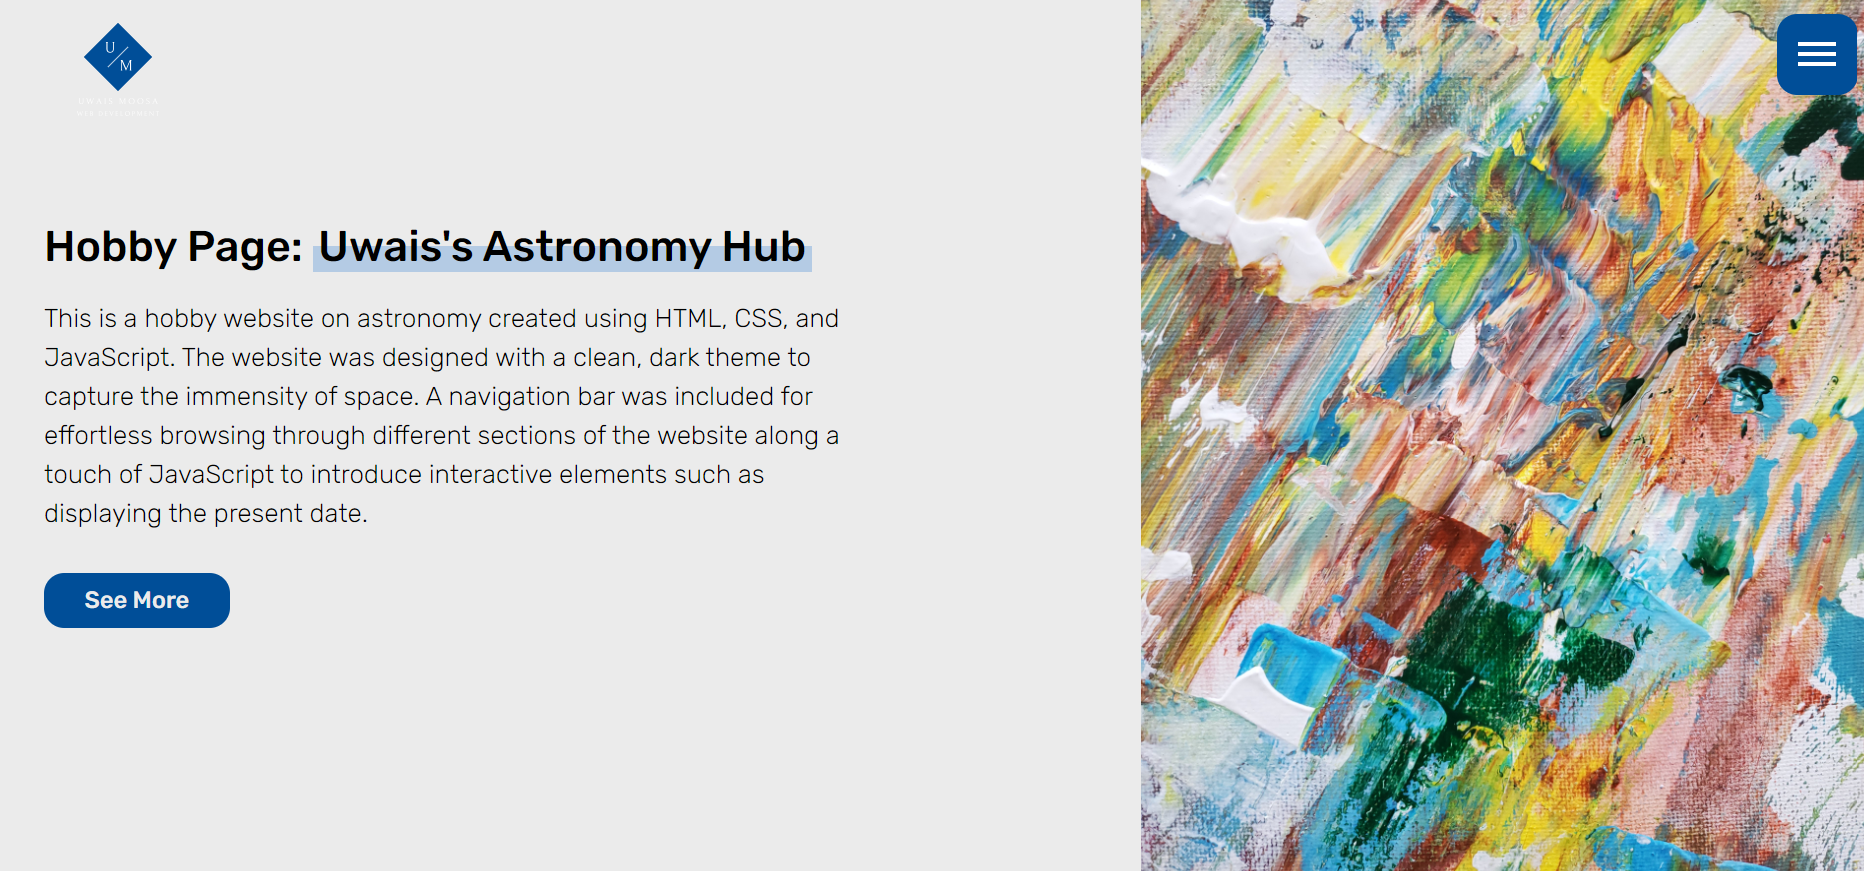 U
M
UWAIS MOOSA
WEB DEVELOPMENT
Hobby Page: Uwais's Astronomy Hub
This is a hobby website on astronomy created using HTML, CSS, and
JavaScript. The website was designed with a clean, dark theme to
capture the immensity of space. A navigation bar was included for
effortless browsing through different sections of the website along a
touch of JavaScript to introduce interactive elements such as
displaying the present date.
See More